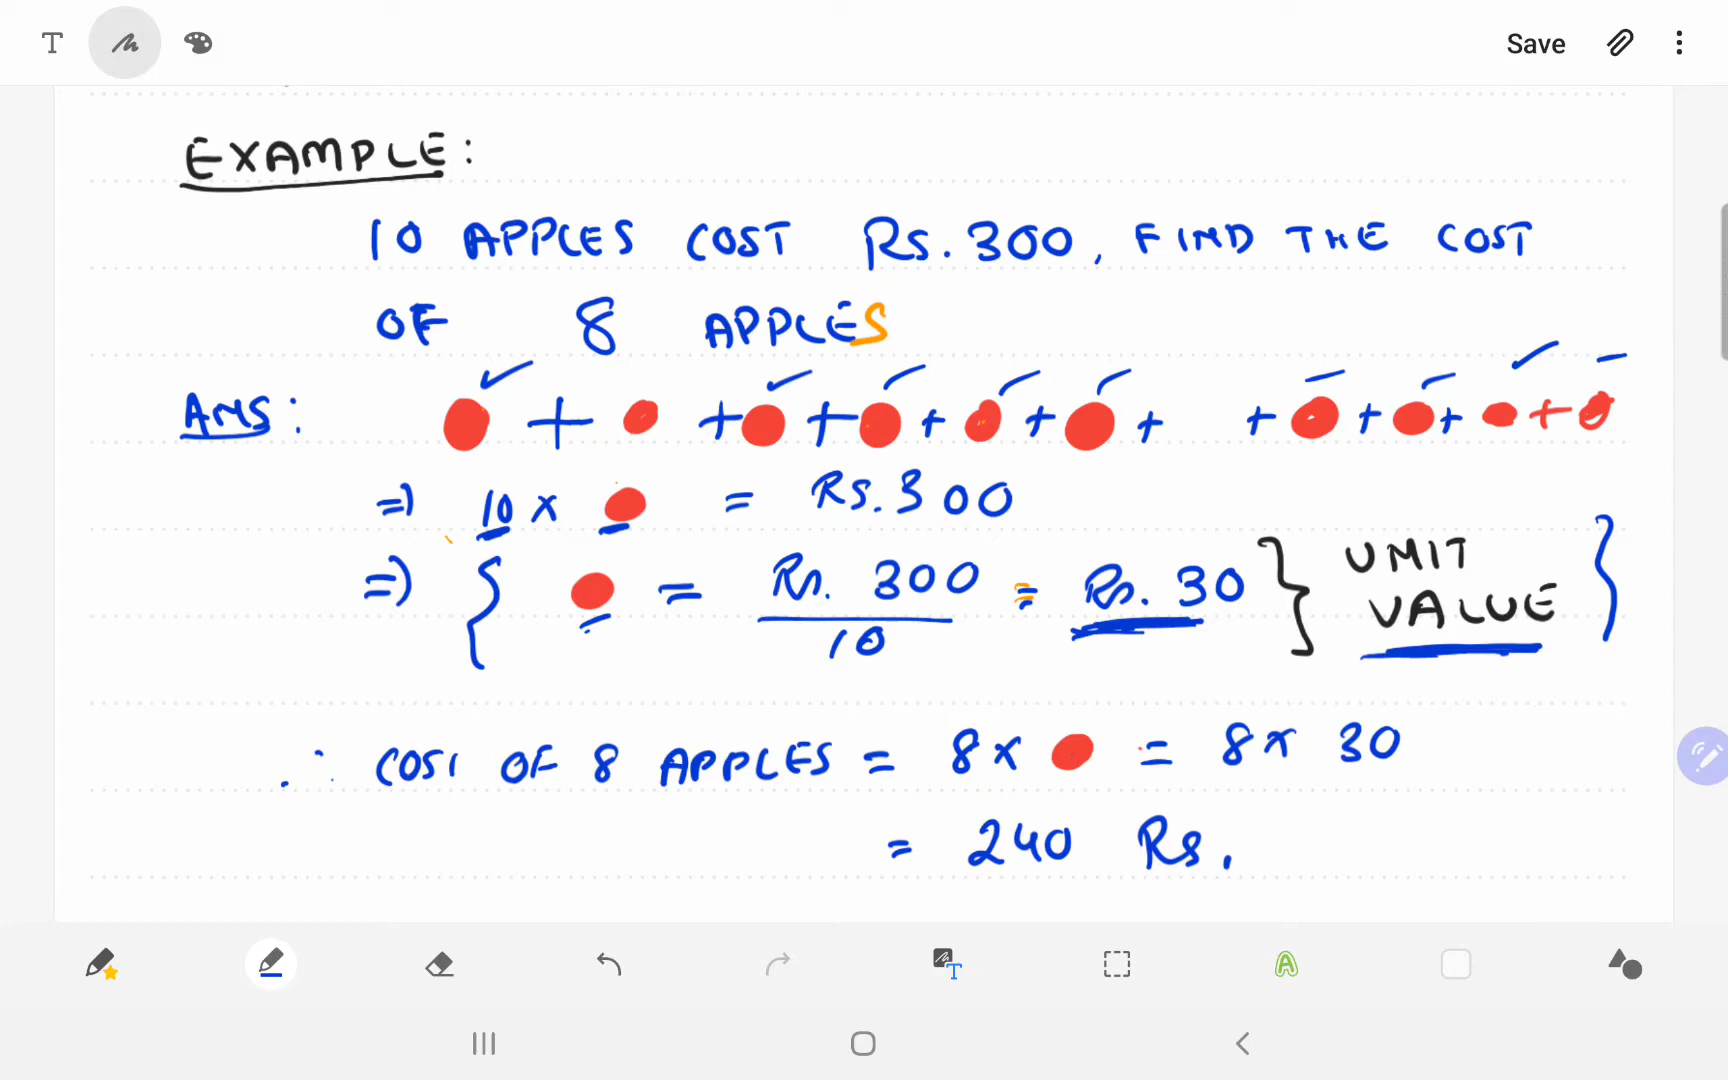 Save
EXAMPLE:
10 APPLES COST Rs. 300, FIND THE COST
OF 8 APPLES
ANS: + + + + + + + + + +
=) 10 x = Rs. 300
=) { = Rs. 300 / 10 = Rs. 30 } UNIT VALUE }
∴ COST OF 8 APPLES = 8 x = 8 x 30
= 240 Rs.